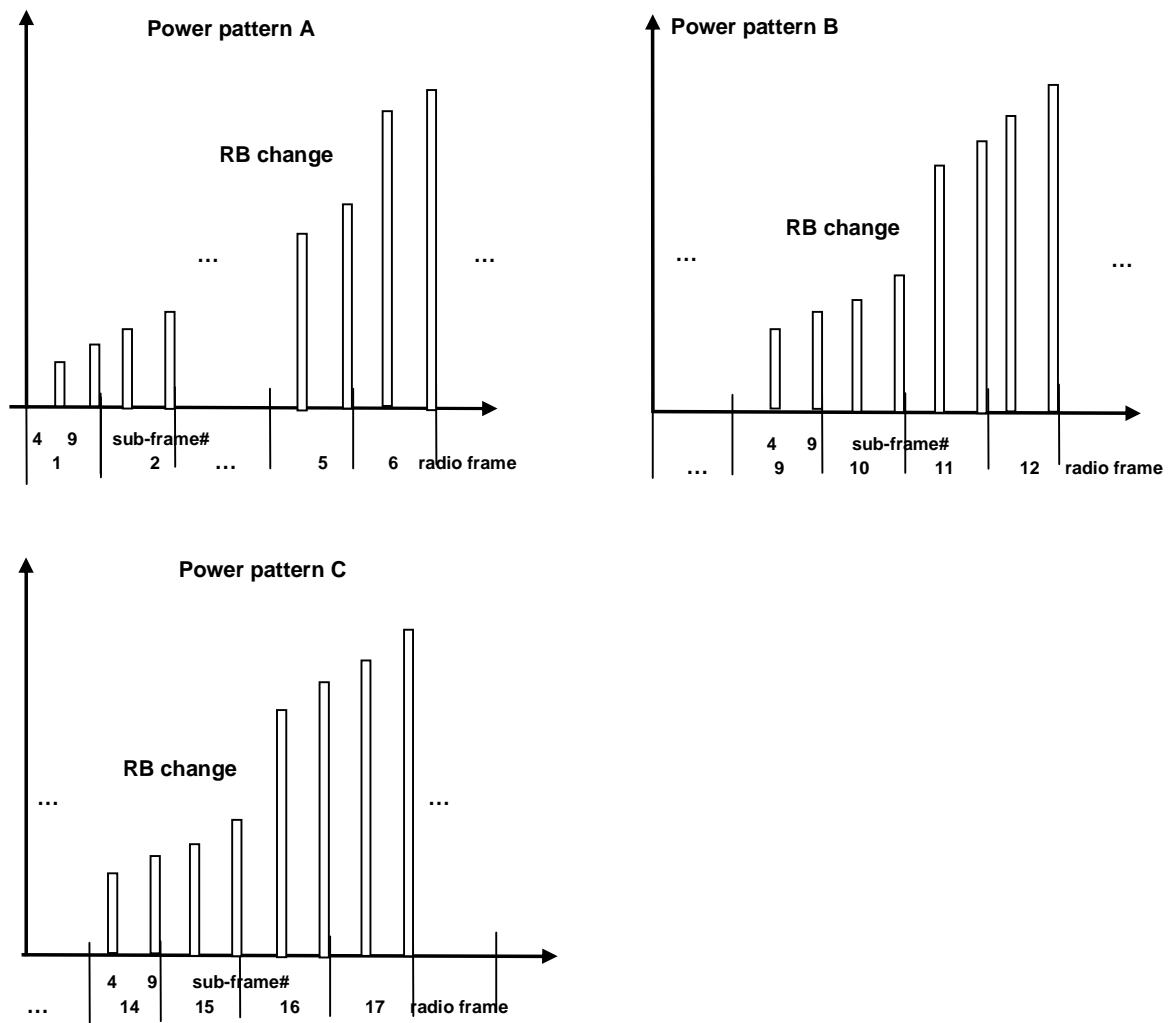 Power pattern A
RB change
...
...
4 9 sub-frame#
1 2 ... 5 6 radio frame
Power pattern B
RB change
...
...
4 9 sub-frame#
... 9 10 11 12 radio frame
Power pattern C
RB change
...
...
4 9 sub-frame#
... 14 15 16 17 radio frame